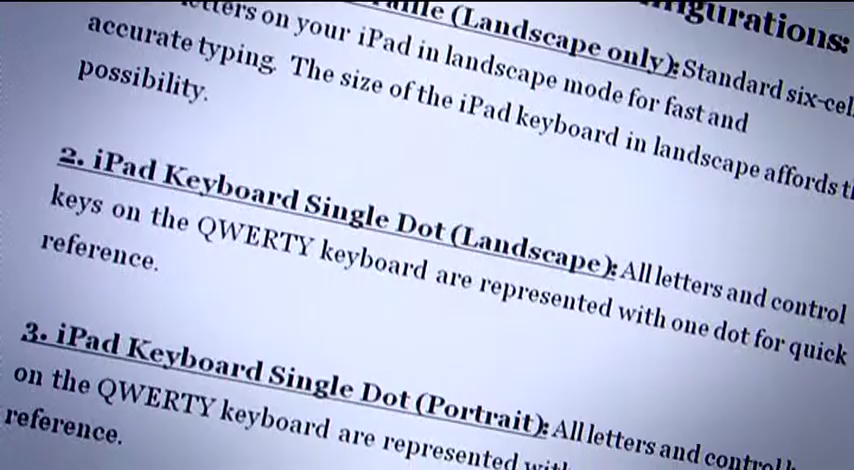 (Landscape only): Standard six-cel
letters on your iPad in landscape mode for fast and
accurate typing. The size of the iPad keyboard in landscape affords
possibility.
2. iPad Keyboard Single Dot (Landscape): All letters and control
keys on the QWERTY keyboard are represented with one dot for quick
reference.
3. iPad Keyboard Single Dot (Portrait): All letters and control
on the QWERTY keyboard are represented with
reference.